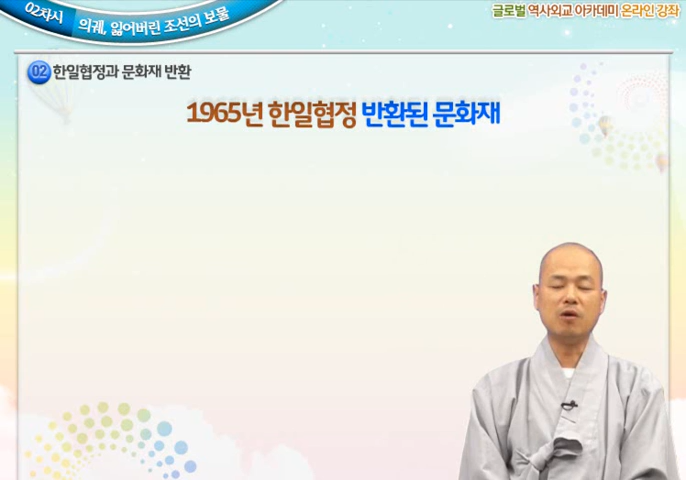 02차시 의궤, 잃어버린 조선의 보물
글로벌 역사외교 아카데미 온라인 강좌
02 한일협정과 문화재 반환
1965년 한일협정 반환된 문화재